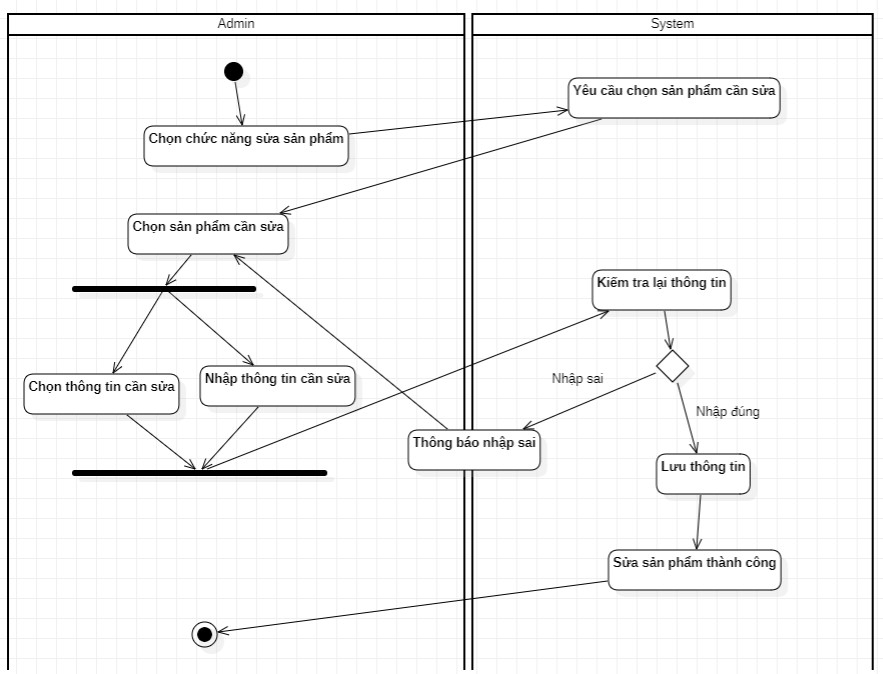 Admin
System
Yêu cầu chọn sản phẩm cần sửa
Chọn chức năng sửa sản phẩm
Chọn sản phẩm cần sửa
Kiểm tra lại thông tin
Chọn thông tin cần sửa
Nhập thông tin cần sửa
Nhập sai
Nhập đúng
Thông báo nhập sai
Lưu thông tin
Sửa sản phẩm thành công